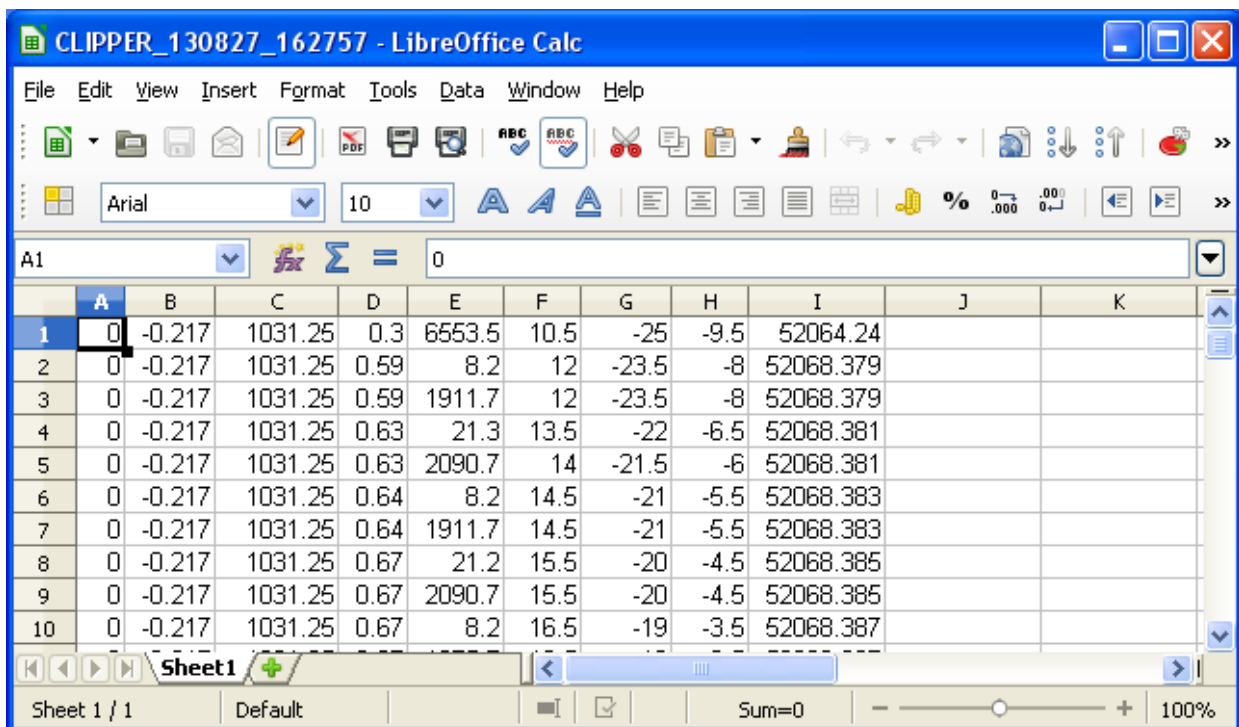 CLIPPER_130827_162757 - LibreOffice Calc
File Edit View Insert Format Tools Data Window Help
PDF ABC ABC »
Arial 10 % 0 .000 .000 0 »
A1 fx Σ = 0
A B C D E F G H I J K
1 0 -0.217 1031.25 0.3 6553.5 10.5 -25 -9.5 52064.24
2 0 -0.217 1031.25 0.59 8.2 12 -23.5 -8 52068.379
3 0 -0.217 1031.25 0.59 1911.7 12 -23.5 -8 52068.379
4 0 -0.217 1031.25 0.63 21.3 13.5 -22 -6.5 52068.381
5 0 -0.217 1031.25 0.63 2090.7 14 -21.5 -6 52068.381
6 0 -0.217 1031.25 0.64 8.2 14.5 -21 -5.5 52068.383
7 0 -0.217 1031.25 0.64 1911.7 14.5 -21 -5.5 52068.383
8 0 -0.217 1031.25 0.67 21.2 15.5 -20 -4.5 52068.385
9 0 -0.217 1031.25 0.67 2090.7 15.5 -20 -4.5 52068.385
10 0 -0.217 1031.25 0.67 8.2 16.5 -19 -3.5 52068.387
Sheet1
Sheet 1 / 1 Default Sum=0 100%